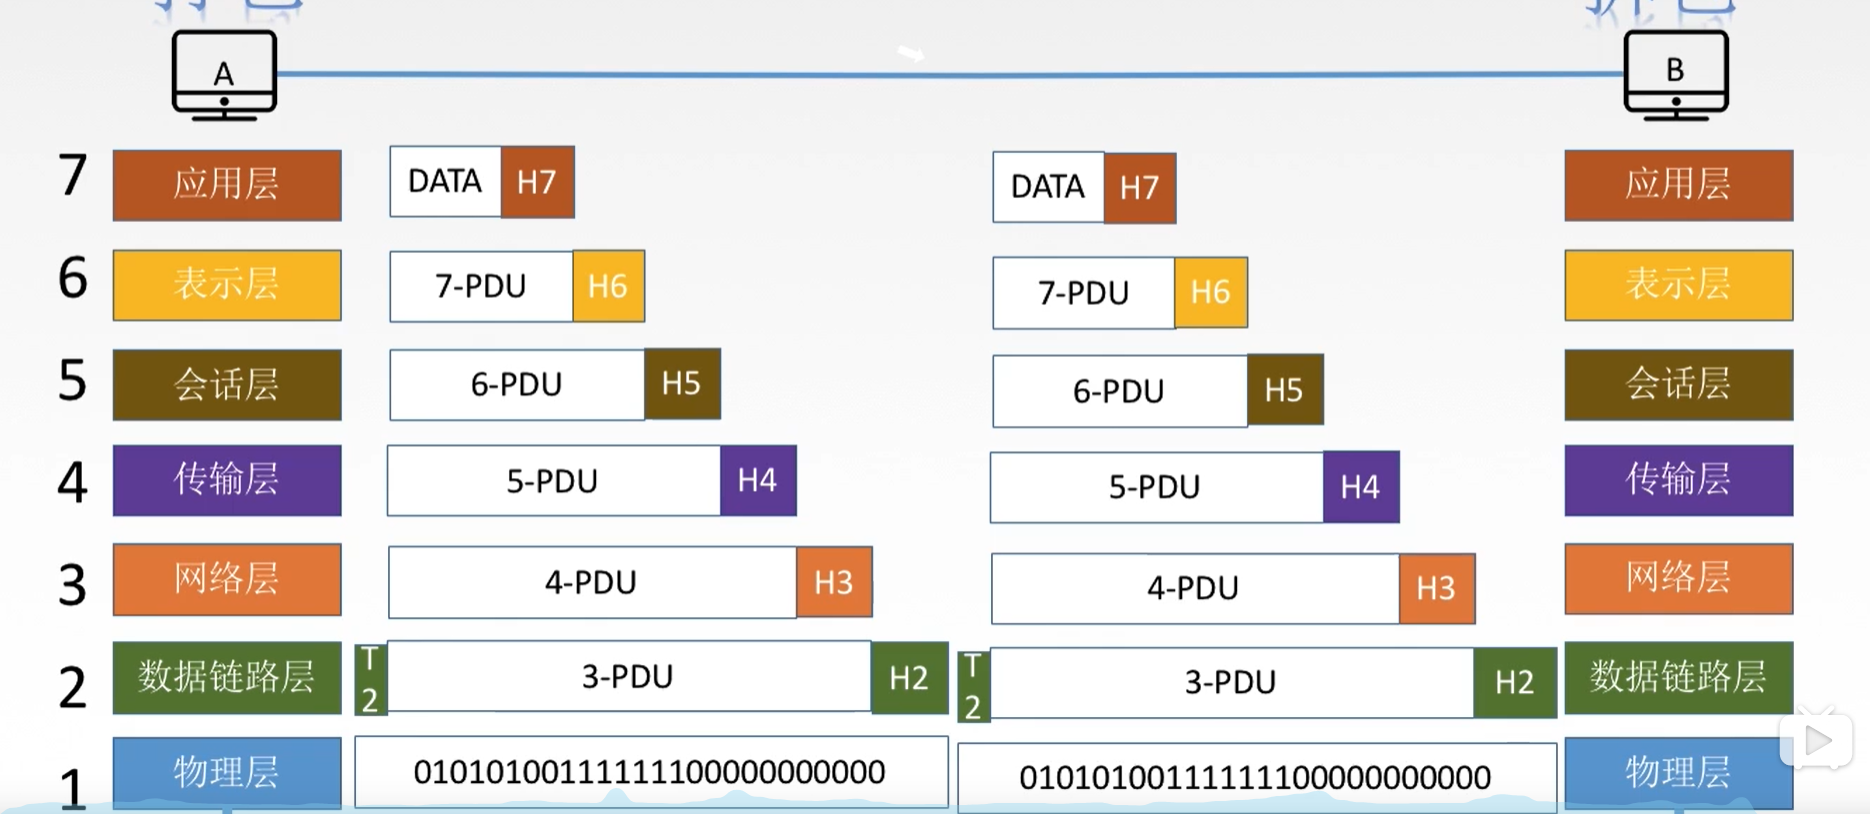 A
B
7
应用层
DATA
H7
DATA
H7
应用层
6
表示层
7-PDU
H6
7-PDU
H6
表示层
5
会话层
6-PDU
H5
6-PDU
H5
会话层
4
传输层
5-PDU
H4
5-PDU
H4
传输层
3
网络层
4-PDU
H3
4-PDU
H3
网络层
2
数据链路层
T
2
3-PDU
H2
T
2
3-PDU
H2
数据链路层
1
物理层
0101010011111110000000000
0101010011111110000000000
物理层